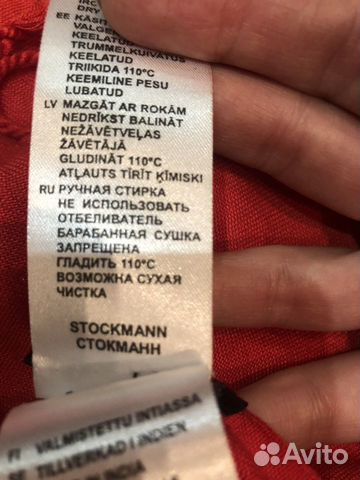 DRY
EE KÄSIT
VALGEN
KEELATUD
TRUMMELKUIVATUS
KEELATUD
TRIIKIDA 110°C
KEEMILINE PESU
LUBATUD
LV MAZGĀT AR ROKĀM
NEDRĪKST BALINĀT
NEŽĀVĒTVEĻAS
ŽĀVĒTĀJĀ
GLUDINĀT 110°C
ATĻAUTS TĪRĪT ĶĪMISKI
RU РУЧНАЯ СТИРКА
НЕ ИСПОЛЬЗОВАТЬ
ОТБЕЛИВАТЕЛЬ
БАРАБАННАЯ СУШКА
ЗАПРЕЩЕНА
ГЛАДИТЬ 110°C
ВОЗМОЖНА СУХАЯ
ЧИСТКА
STOCKMANN
СТОКМАНН
FI VALMISTETTU INTIASSA
SE TILLVERKAD I INDIEN
Avito